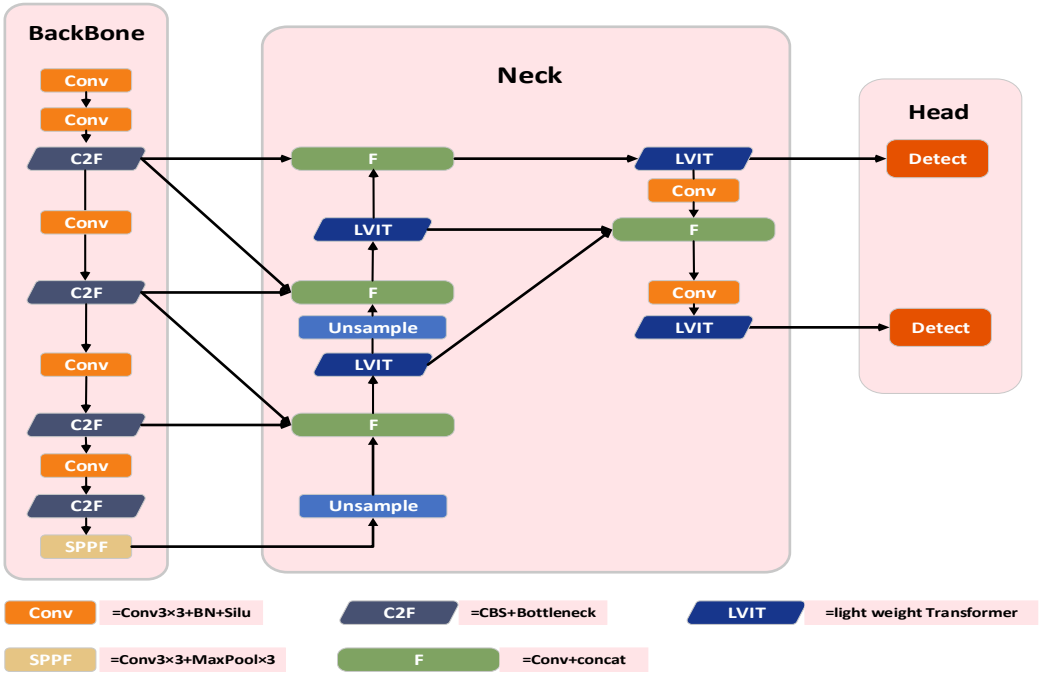 BackBone
Conv
Conv
C2F
Conv
C2F
Conv
C2F
Conv
C2F
SPPF
Neck
F
LVIT
F
Unsample
LVIT
F
Unsample
LVIT
Conv
F
Conv
LVIT
Head
Detect
Detect
Conv =Conv3×3+BN+Silu
C2F =CBS+Bottleneck
LVIT =light weight Transformer
SPPF =Conv3×3+MaxPool×3
F =Conv+concat